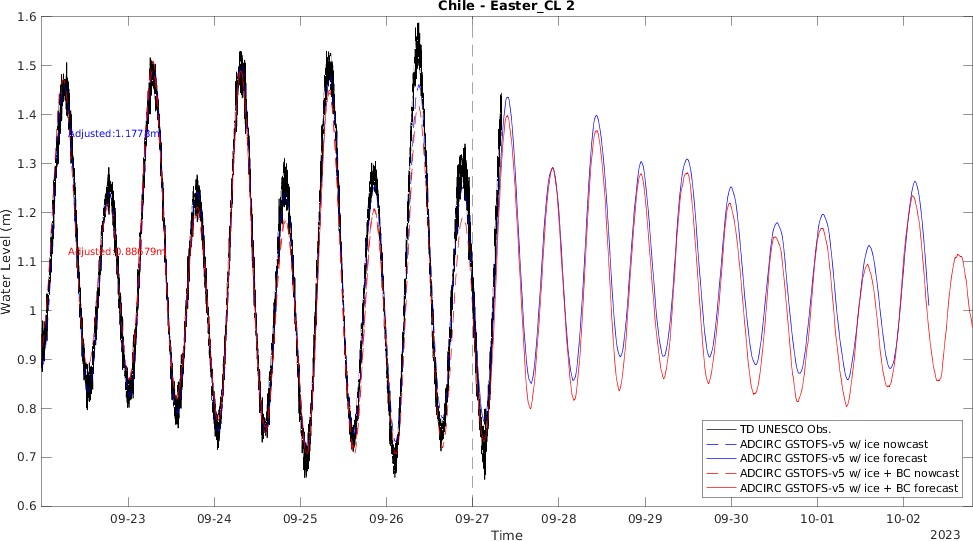 Chile - Easter_CL 2
1.6
1.5
1.4
1.3
1.2
1.1
1
0.9
0.8
0.7
0.6
Water Level (m)
Adjusted:1.1773m
Adjusted:0.88679m
TD UNESCO Obs.
ADCIRC GSTOFS-v5 w/ ice nowcast
ADCIRC GSTOFS-v5 w/ ice forecast
ADCIRC GSTOFS-v5 w/ ice + BC nowcast
ADCIRC GSTOFS-v5 w/ ice + BC forecast
09-23 09-24 09-25 09-26 09-27 09-28 09-29 09-30 10-01 10-02
Time
2023